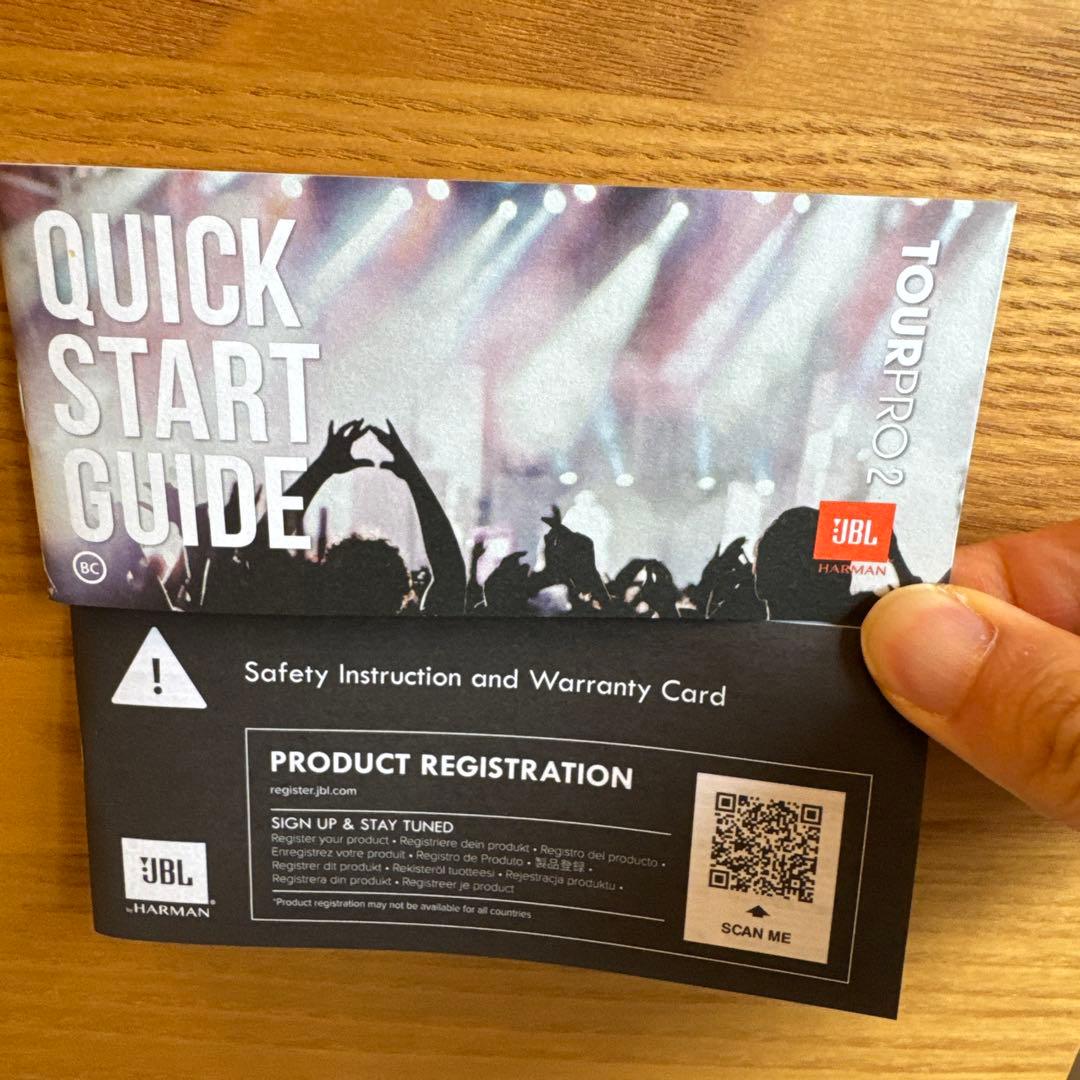 QUICK
START
GUIDE
BC
TOURPRO2
JBL
HARMAN
!
Safety Instruction and Warranty Card
PRODUCT REGISTRATION
register.jbl.com
SIGN UP & STAY TUNED
Register your product • Registriere dein produkt • Registro del producto •
Enregistrez votre produit • Registro de Produto • 製品登録 •
Registrer dit produkt • Rekisteröi tuotteesi • Rejestracja produktu •
Registrera din produkt • Registreer je product
*Product registration may not be available for all countries
SCAN ME
JBL
by HARMAN